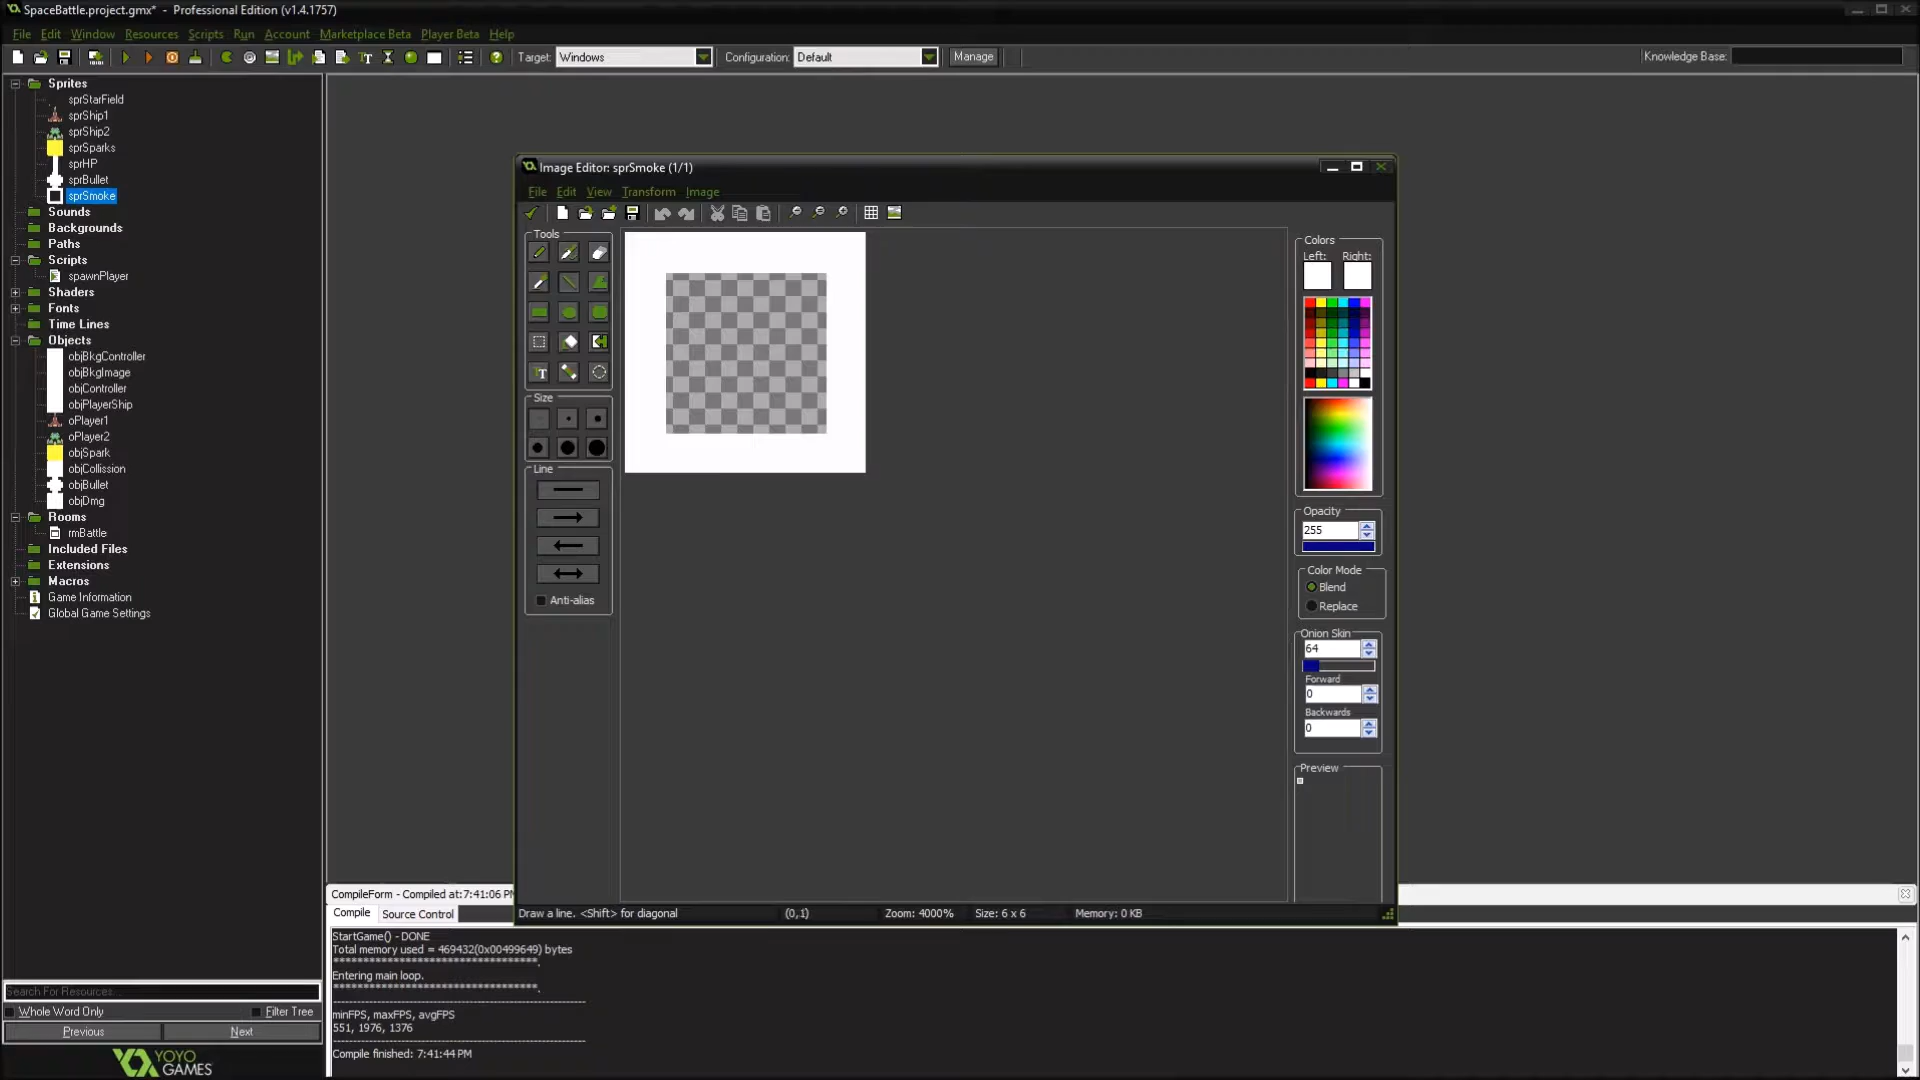 SpaceBattle.project.gmx* - Professional Edition (v1.4.1757)
File Edit Window Resources Scripts Run Account Marketplace Beta Player Beta Help
Target: Windows Configuration: Default Manage Knowledge Base:
Sprites
sprStarField
sprShip1
sprShip2
sprSparks
sprHP
sprBullet
sprSmoke
Sounds
Backgrounds
Paths
Scripts
spawnPlayer
Shaders
Fonts
Time Lines
Objects
objBkgController
objBkgImage
objController
objPlayerShip
oPlayer1
oPlayer2
objSpark
objCollission
objBullet
objDmg
Rooms
rmBattle
Included Files
Extensions
Macros
Game Information
Global Game Settings
Search For Resources...
Whole Word Only Filter Tree
Previous Next
YOYO
GAMES
Image Editor: sprSmoke (1/1)
File Edit View Transform Image
Tools
Size
Line
Anti-alias
Colors
Left: Right:
Opacity
255
Color Mode
Blend
Replace
Onion Skin
64
Forward
0
Backwards
0
Preview
Draw a line. <Shift> for diagonal (0,1) Zoom: 4000% Size: 6 x 6 Memory: 0 KB
CompileForm - Compiled at:7:41:06 P
Compile Source Control
StartGame() - DONE
Total memory used = 469432(0x00499649) bytes
Entering main loop.
minFPS, maxFPS, avgFPS
551, 1976, 1376
Compile finished: 7:41:44 PM